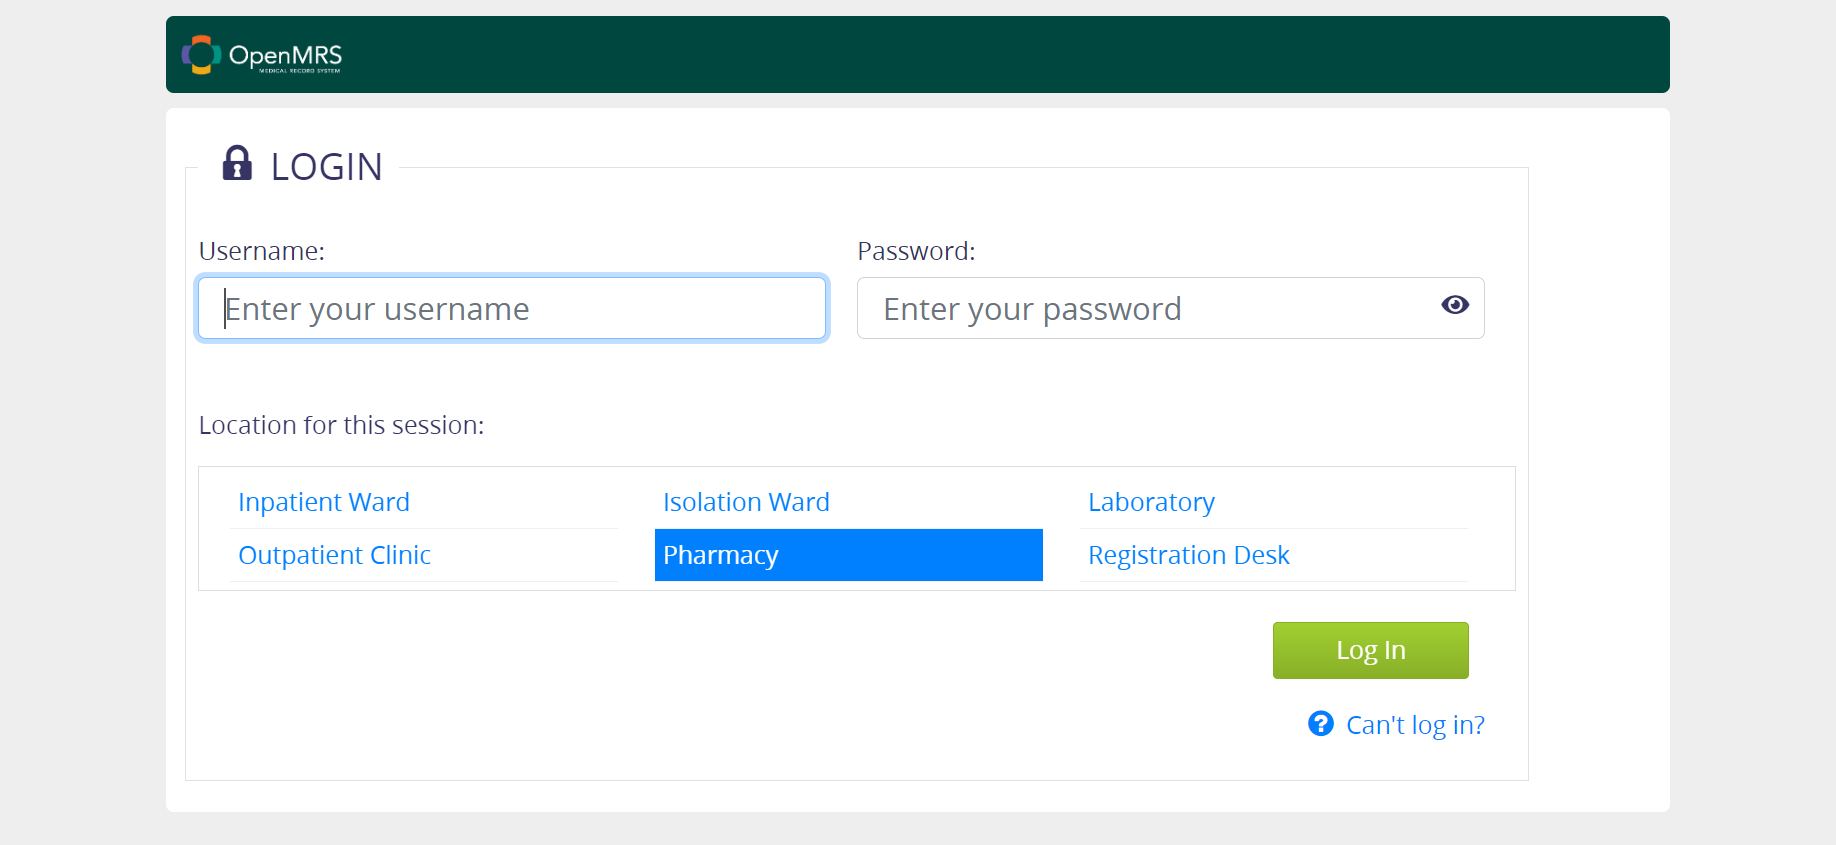 OpenMRS
MEDICAL RECORD SYSTEM
LOGIN
Username:
Password:
Enter your username
Enter your password
Location for this session:
Inpatient Ward
Isolation Ward
Laboratory
Outpatient Clinic
Pharmacy
Registration Desk
Log In
Can't log in?